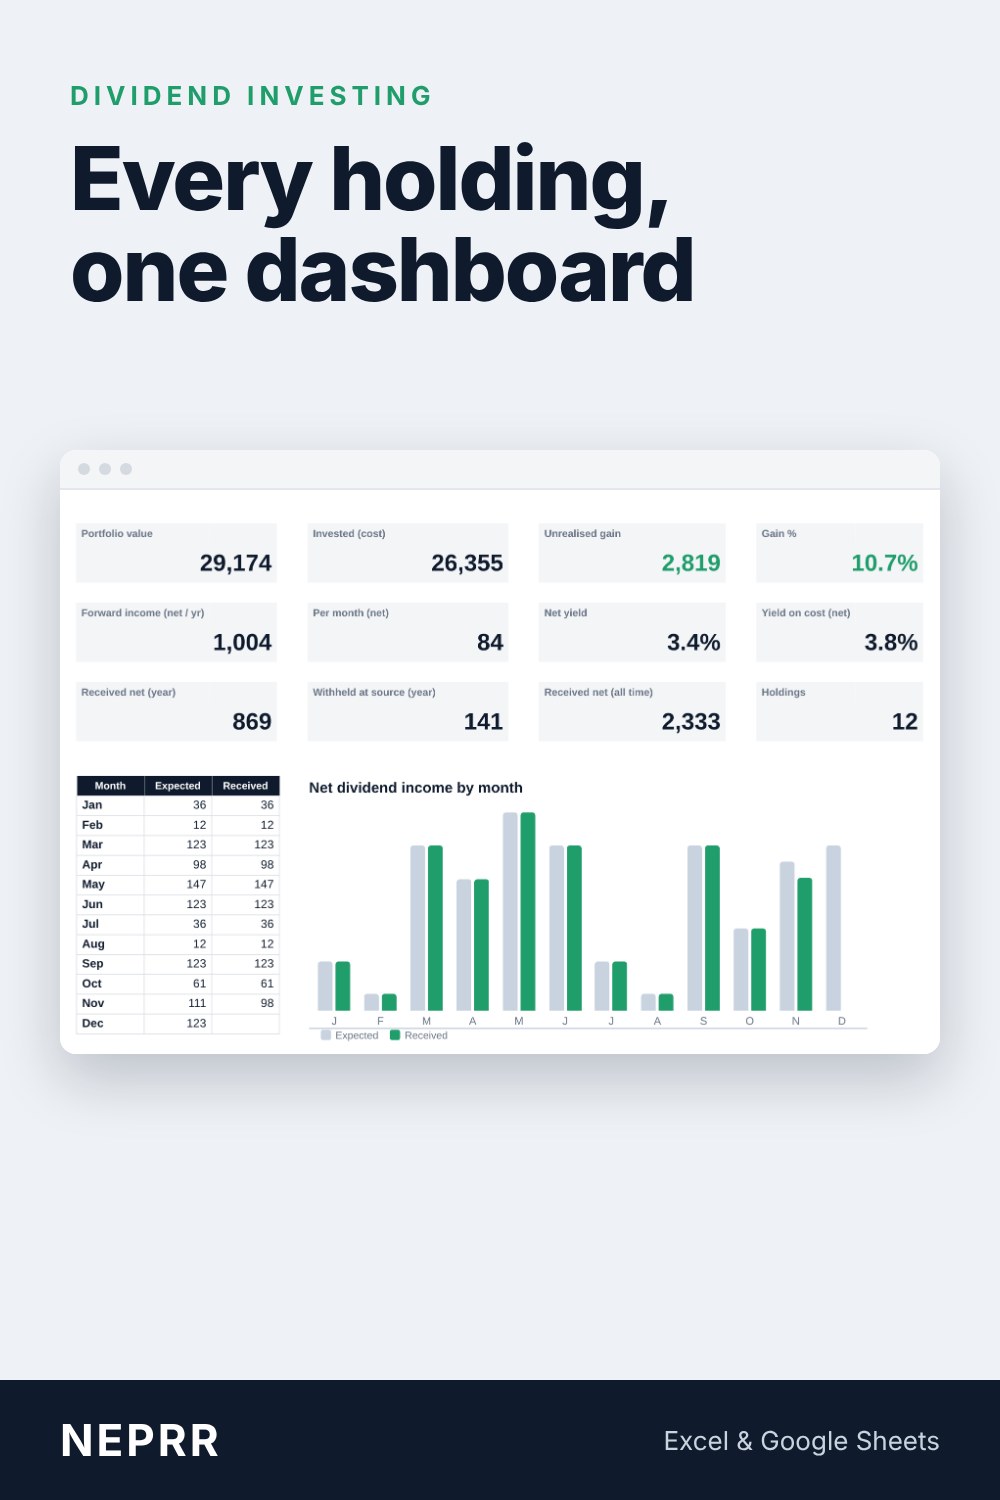 DIVIDEND INVESTING
Every holding,
one dashboard
Portfolio value
29,174
Invested (cost)
26,355
Unrealised gain
2,819
Gain %
10.7%
Forward income (net / yr)
1,004
Per month (net)
84
Net yield
3.4%
Yield on cost (net)
3.8%
Received net (year)
869
Withheld at source (year)
141
Received net (all time)
2,333
Holdings
12
Month Expected Received
Jan 36 36
Feb 12 12
Mar 123 123
Apr 98 98
May 147 147
Jun 123 123
Jul 36 36
Aug 12 12
Sep 123 123
Oct 61 61
Nov 111 98
Dec 123
Net dividend income by month
J F M A M J J A S O N D
Expected Received
NEPRR
Excel & Google Sheets